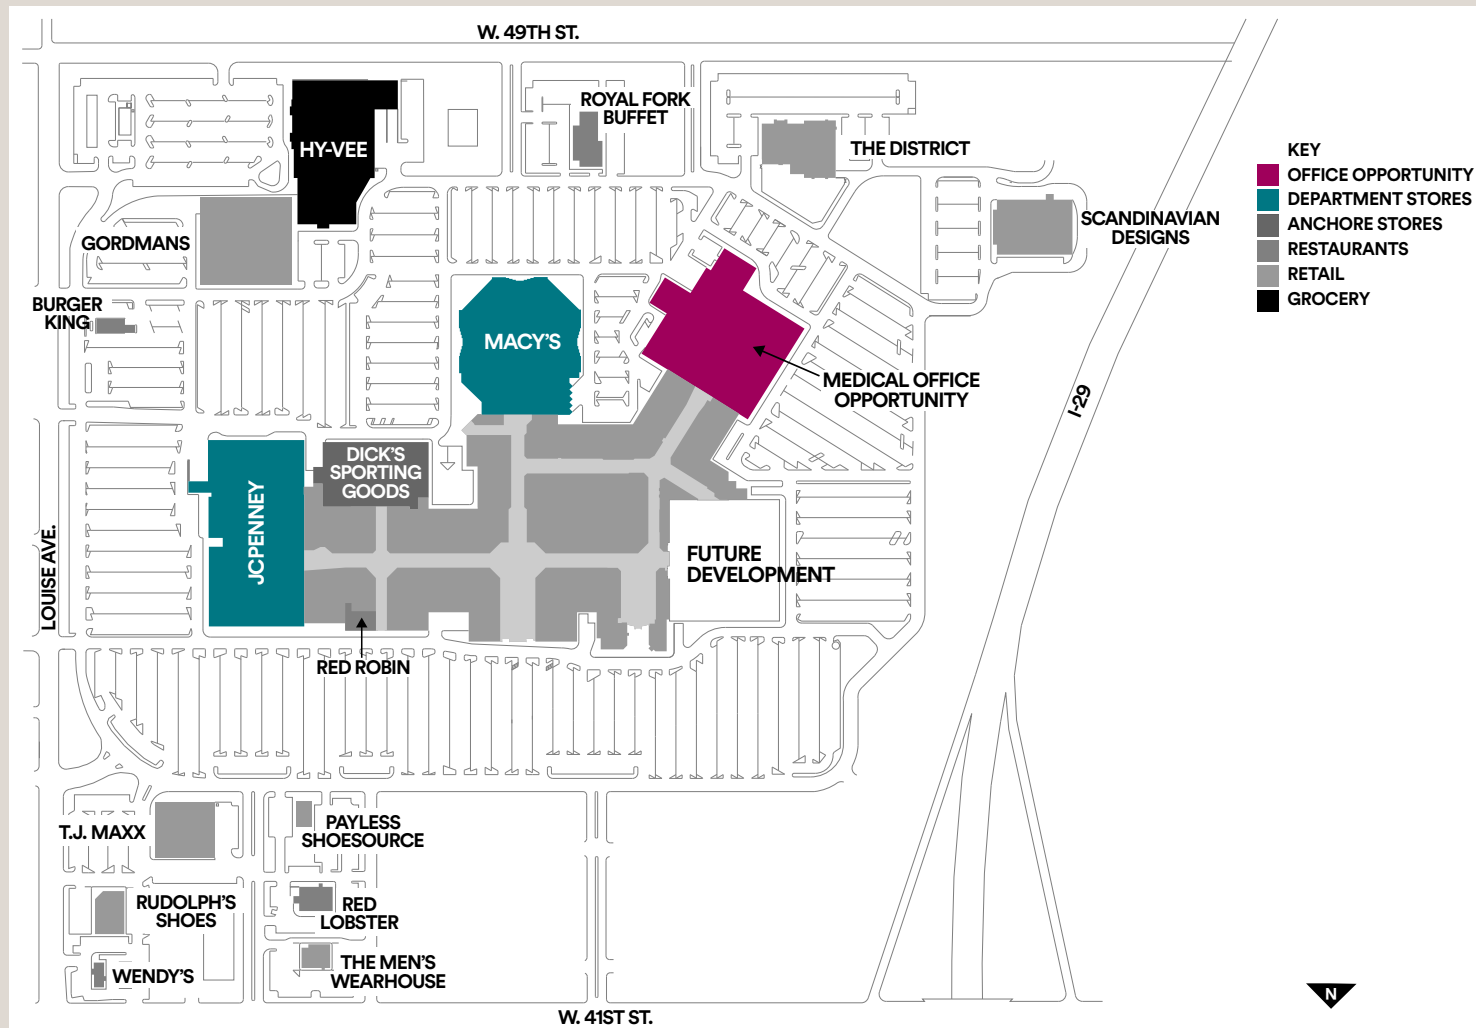 W. 49TH ST.
ROYAL FORK
BUFFET
HY-VEE
THE DISTRICT
KEY
OFFICE OPPORTUNITY
DEPARTMENT STORES
ANCHORE STORES
RESTAURANTS
RETAIL
GROCERY
SCANDINAVIAN
DESIGNS
GORDMANS
BURGER
KING
MACY'S
MEDICAL OFFICE
OPPORTUNITY
I-29
DICK'S
SPORTING
GOODS
JCPENNEY
LOUISE AVE.
FUTURE
DEVELOPMENT
RED ROBIN
T.J. MAXX
PAYLESS
SHOESOURCE
RUDOLPH'S
SHOES
RED
LOBSTER
WENDY'S
THE MEN'S
WEARHOUSE
N
W. 41ST ST.